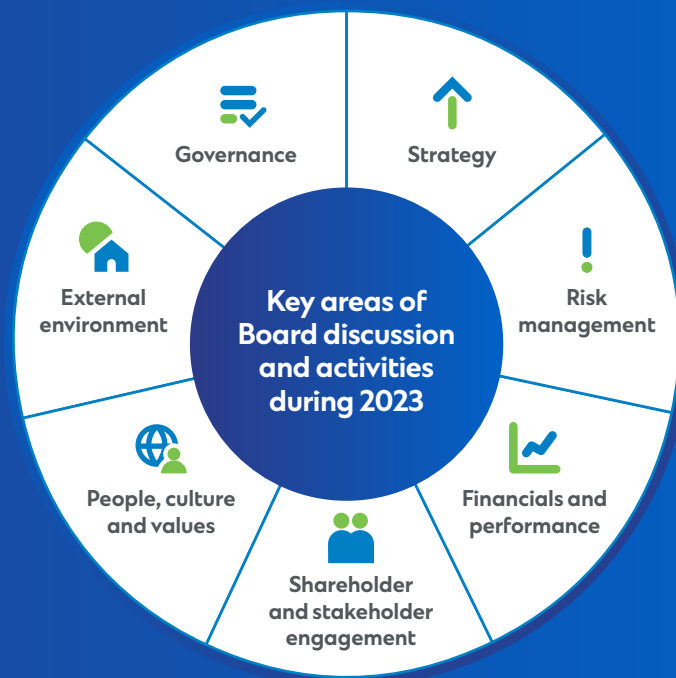 Key areas of
Board discussion
and activities
during 2023
Strategy
Risk
management
Financials and
performance
Shareholder
and stakeholder
engagement
People, culture
and values
External
environment
Governance